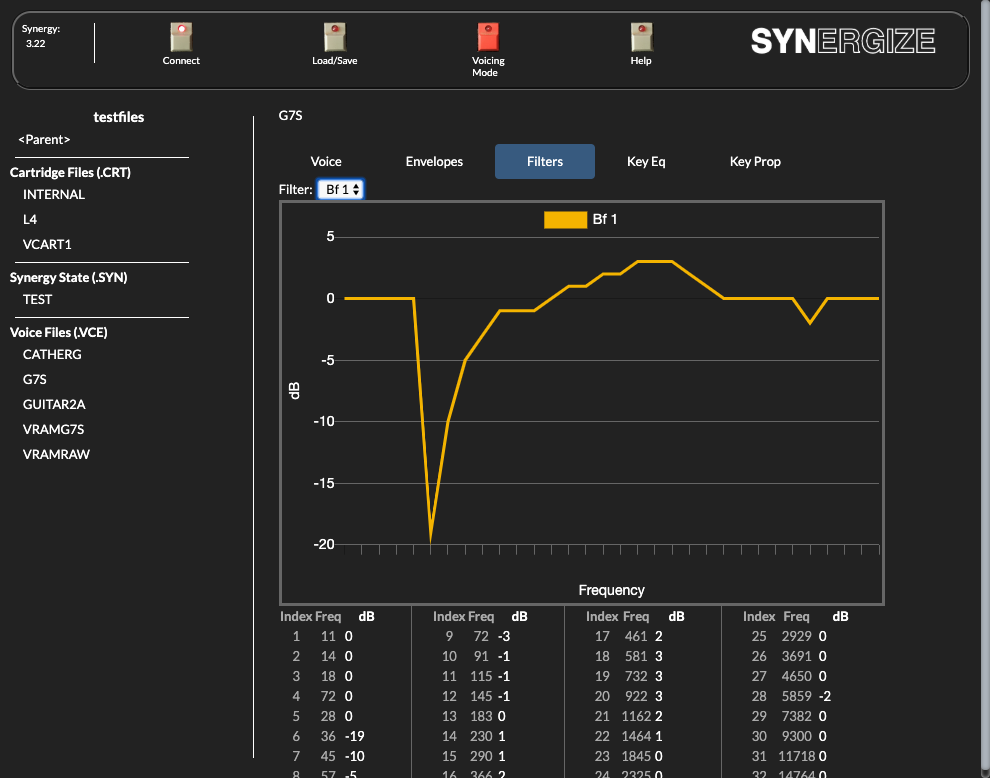 Synergy:
3.22
Connect
Load/Save
Voicing
Mode
Help
SYNERGIZE
testfiles
<Parent>
Cartridge Files (.CRT)
INTERNAL
L4
VCART1
Synergy State (.SYN)
TEST
Voice Files (.VCE)
CATHERG
G7S
GUITAR2A
VRAMG7S
VRAMRAW
G7S
Voice Envelopes Filters Key Eq Key Prop
Filter: Bf 1
Bf 1
5
0
-5
-10
-15
-20
dB
Frequency
Index Freq dB Index Freq dB Index Freq dB Index Freq dB
1 11 0 9 72 -3 17 461 2 25 2929 0
2 14 0 10 91 -1 18 581 3 26 3691 0
3 18 0 11 115 -1 19 732 3 27 4650 0
4 72 0 12 145 -1 20 922 3 28 5859 -2
5 28 0 13 183 0 21 1162 2 29 7382 0
6 36 -19 14 230 1 22 1464 1 30 9300 0
7 45 -10 15 290 1 23 1845 0 31 11718 0
8 57 -5 16 366 2 24 2325 0 32 14764 0